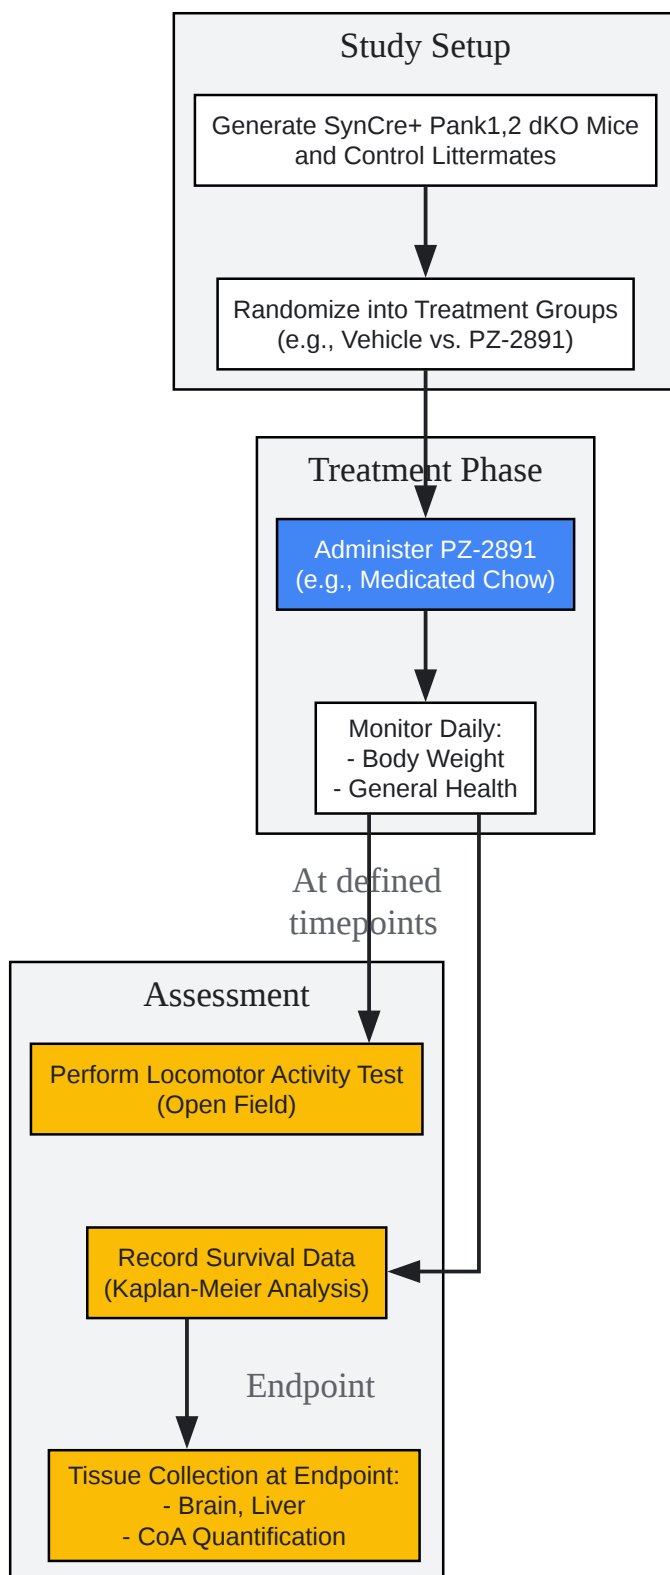 Study Setup
Generate SynCre+ Pank1,2 dKO Mice
and Control Littermates
Randomize into Treatment Groups
(e.g., Vehicle vs. PZ-2891)
Treatment Phase
Administer PZ-2891
(e.g., Medicated Chow)
Monitor Daily:
- Body Weight
- General Health
At defined
timepoints
Assessment
Perform Locomotor Activity Test
(Open Field)
Record Survival Data
(Kaplan-Meier Analysis)
Endpoint
Tissue Collection at Endpoint:
- Brain, Liver
- CoA Quantification